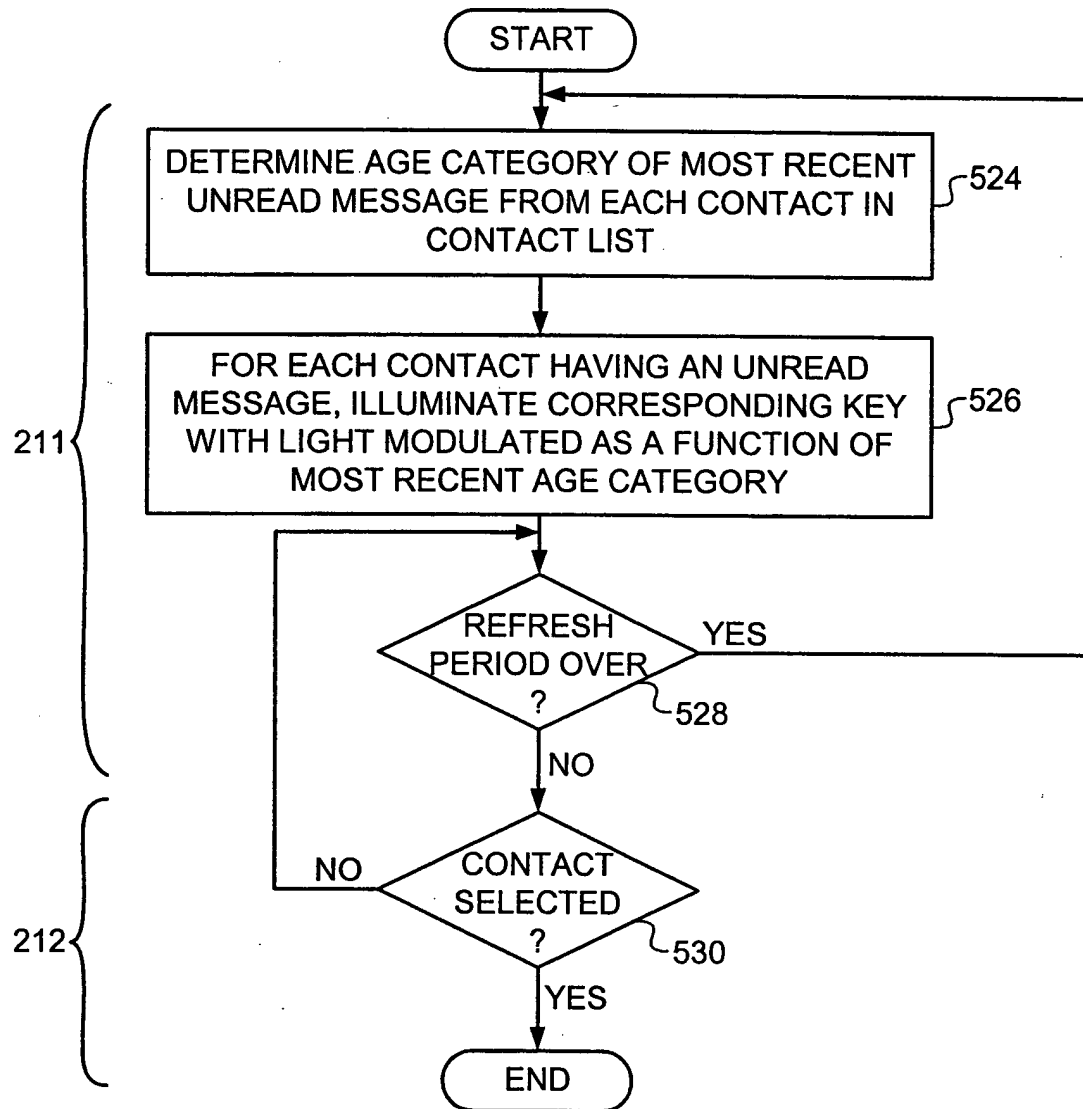 START
DETERMINE AGE CATEGORY OF MOST RECENT
UNREAD MESSAGE FROM EACH CONTACT IN
CONTACT LIST
524
FOR EACH CONTACT HAVING AN UNREAD
MESSAGE, ILLUMINATE CORRESPONDING KEY
WITH LIGHT MODULATED AS A FUNCTION OF
MOST RECENT AGE CATEGORY
526
211
REFRESH
PERIOD OVER
?
YES
528
NO
CONTACT
SELECTED
?
NO
530
212
YES
END